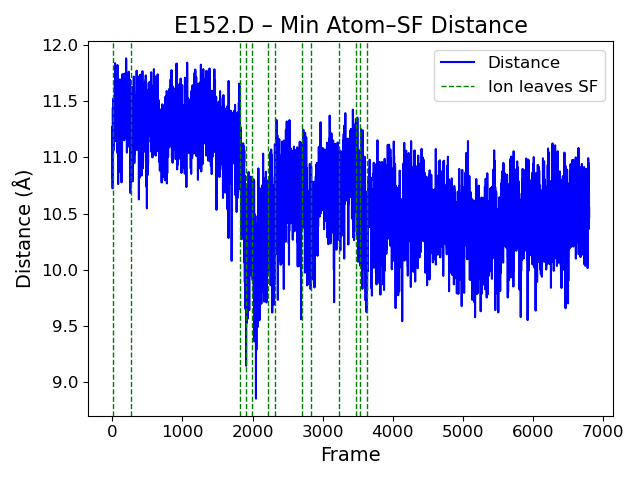 E152.D – Min Atom–SF Distance
12.0
11.5
11.0
10.5
10.0
9.5
9.0
Distance (Å)
Distance
Ion leaves SF
0 1000 2000 3000 4000 5000 6000 7000
Frame